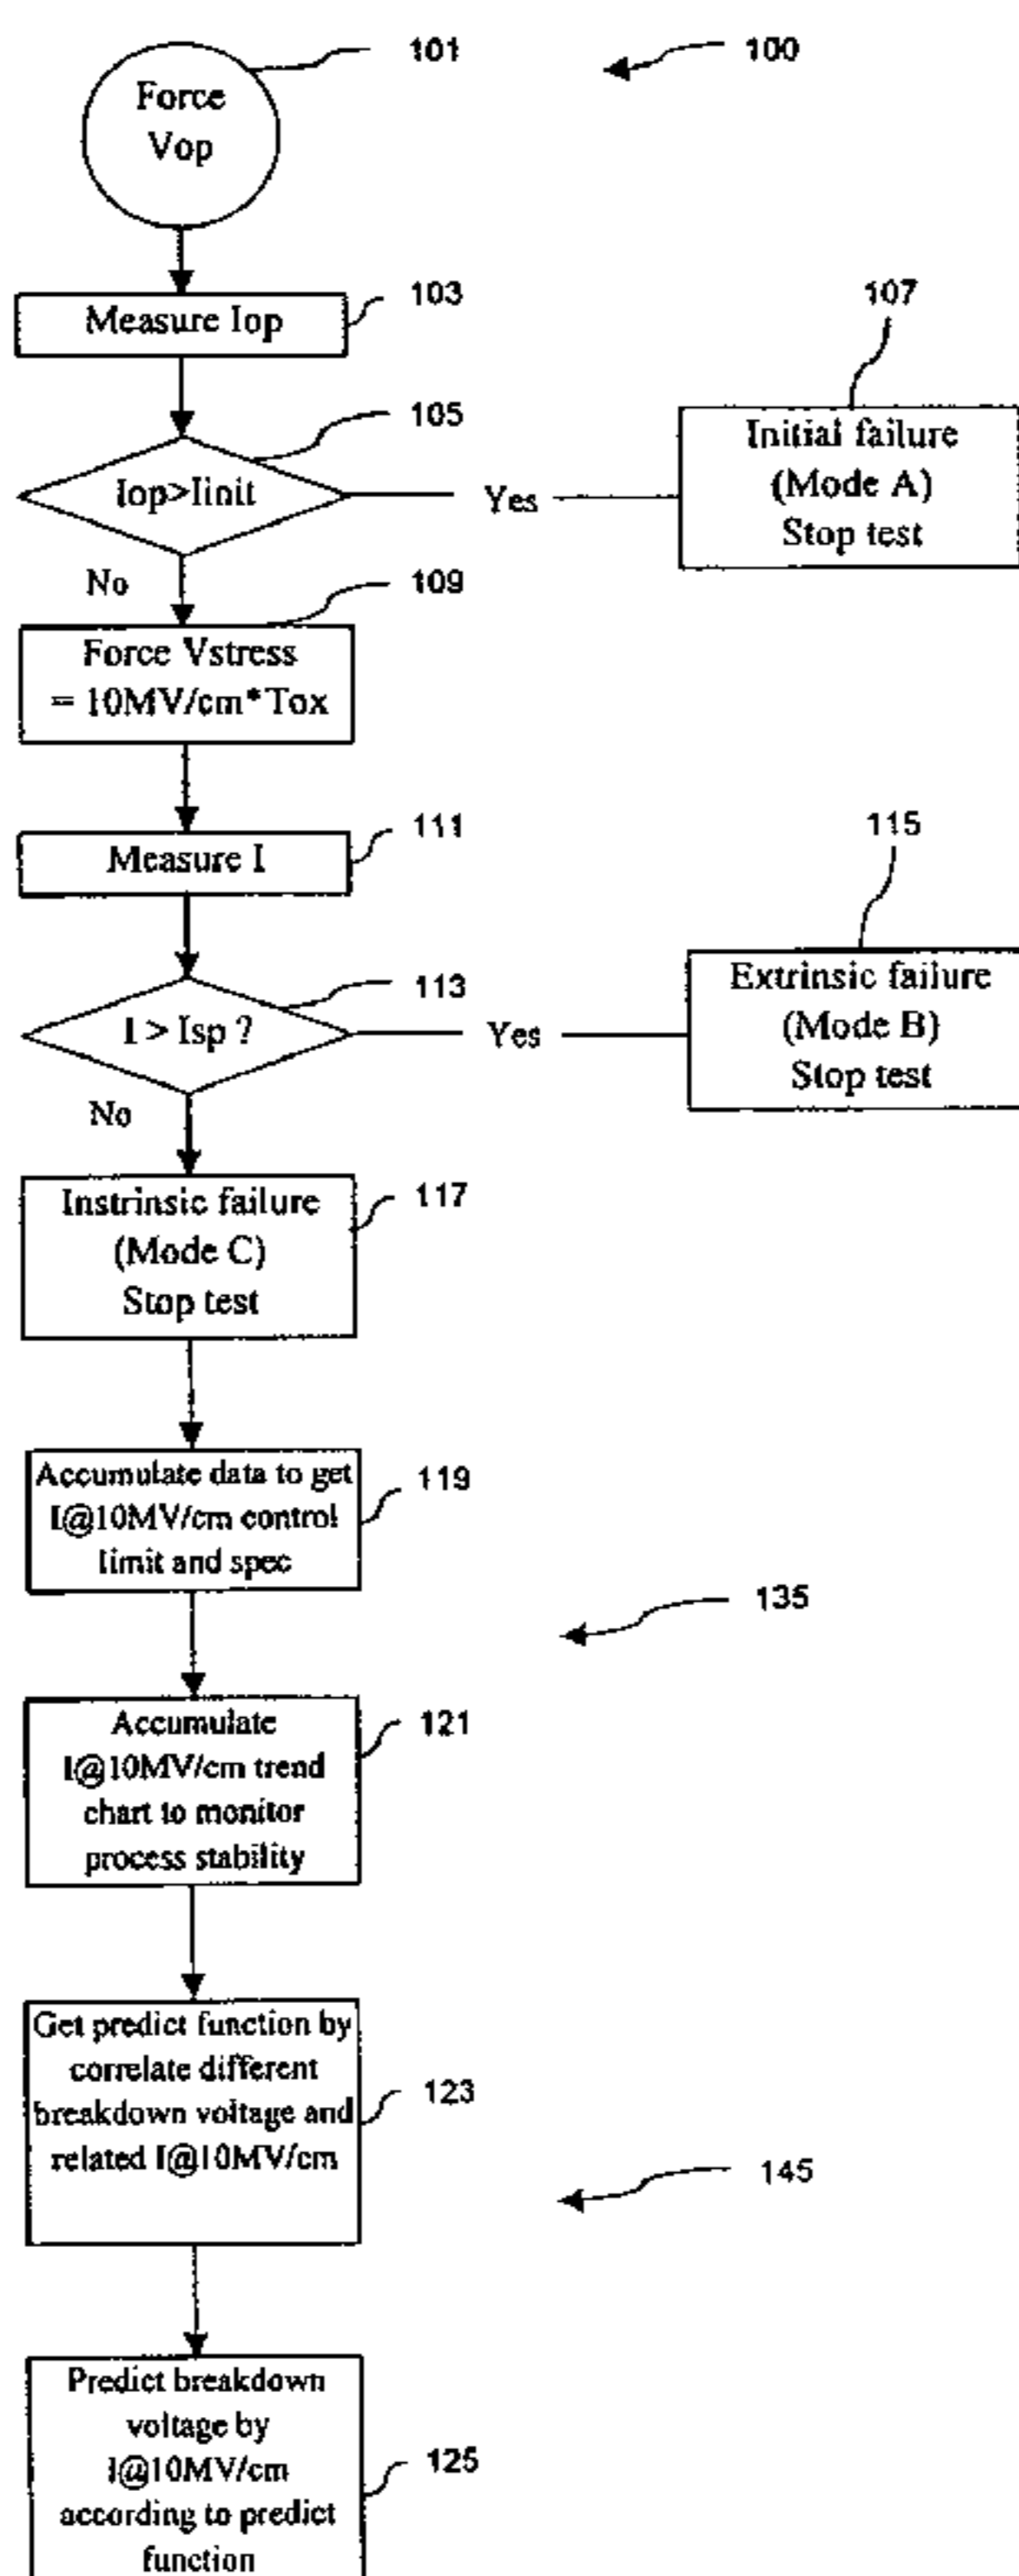 101
100
Force
Vop
103
Measure Iop
107
105
Initial failure
(Mode A)
Stop test
Iop>Iinit
Yes
No
109
Force Vstress
= 10MV/cm*Tox
111
Measure I
115
113
Extrinsic failure
(Mode B)
Stop test
I > Isp ?
Yes
No
117
Instrinsic failure
(Mode C)
Stop test
119
Accumulate data to get
I@10MV/cm control
limit and spec
135
121
Accumulate
I@10MV/cm trend
chart to monitor
process stability
Get predict function by
correlate different
breakdown voltage and
related I@10MV/cm
123
145
Predict breakdown
voltage by
I@10MV/cm
according to predict
function
125